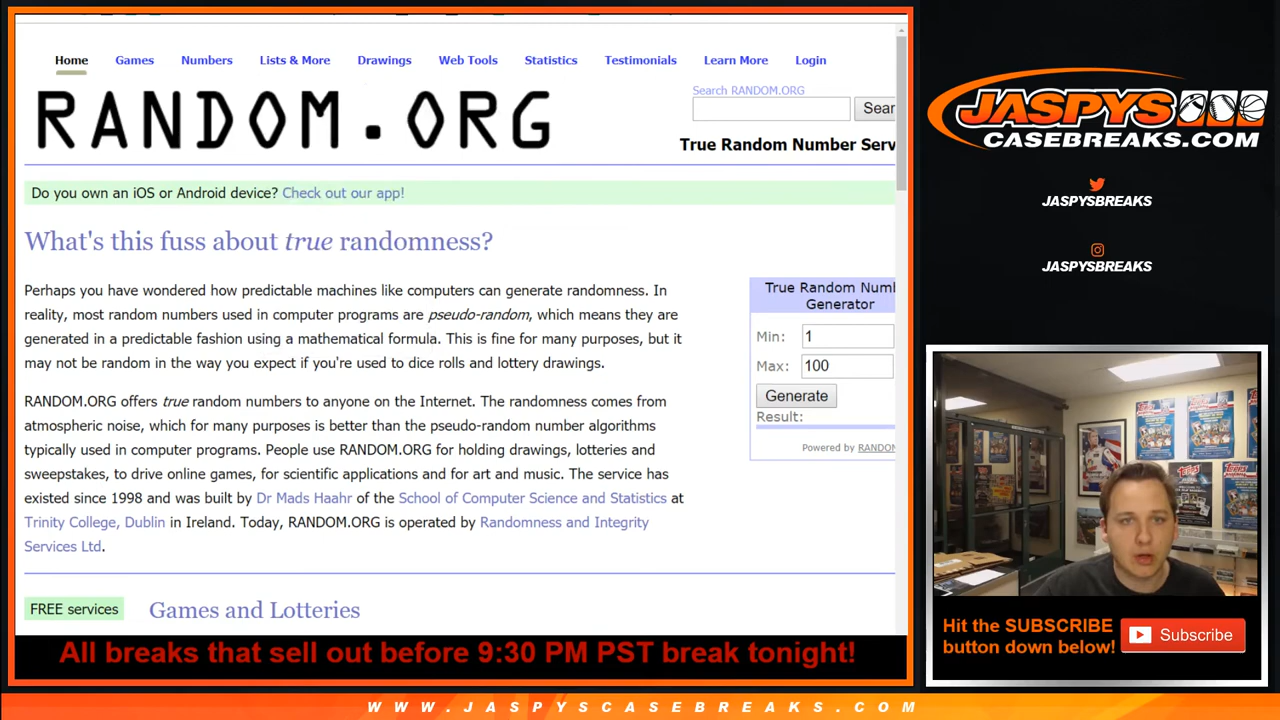 Home Games Numbers Lists & More Drawings Web Tools Statistics Testimonials Learn More Login
RANDOM.ORG
Search RANDOM.ORG
Sear
True Random Number Serv
Do you own an iOS or Android device? Check out our app!
What's this fuss about true randomness?
Perhaps you have wondered how predictable machines like computers can generate randomness. In
reality, most random numbers used in computer programs are pseudo-random, which means they are
generated in a predictable fashion using a mathematical formula. This is fine for many purposes, but it
may not be random in the way you expect if you're used to dice rolls and lottery drawings.
RANDOM.ORG offers true random numbers to anyone on the Internet. The randomness comes from
atmospheric noise, which for many purposes is better than the pseudo-random number algorithms
typically used in computer programs. People use RANDOM.ORG for holding drawings, lotteries and
sweepstakes, to drive online games, for scientific applications and for art and music. The service has
existed since 1998 and was built by Dr Mads Haahr of the School of Computer Science and Statistics at
Trinity College, Dublin in Ireland. Today, RANDOM.ORG is operated by Randomness and Integrity
Services Ltd.
True Random Numb
Generator
Min: 1
Max: 100
Generate
Result:
Powered by RANDOM
FREE services Games and Lotteries
All breaks that sell out before 9:30 PM PST break tonight!
JASPYS
CASEBREAKS.COM
JASPYSBREAKS
JASPYSBREAKS
Hit the SUBSCRIBE
button down below!
Subscribe
WWW.JASPYSCASEBREAKS.COM